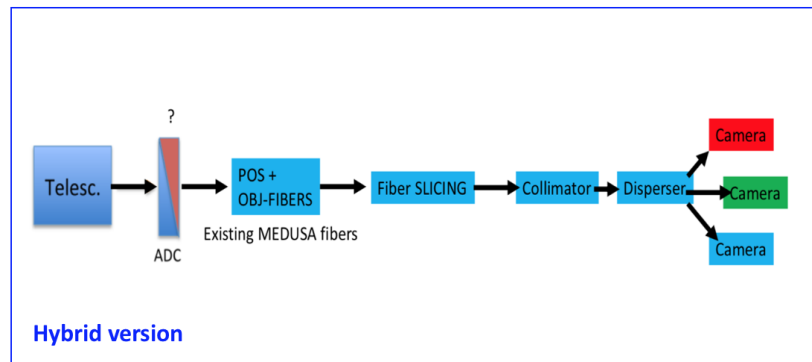 ?
Telesc.
ADC
POS +
OBJ-FIBERS
Existing MEDUSA fibers
Fiber SLICING
Collimator
Disperser
Camera
Camera
Camera
Hybrid version